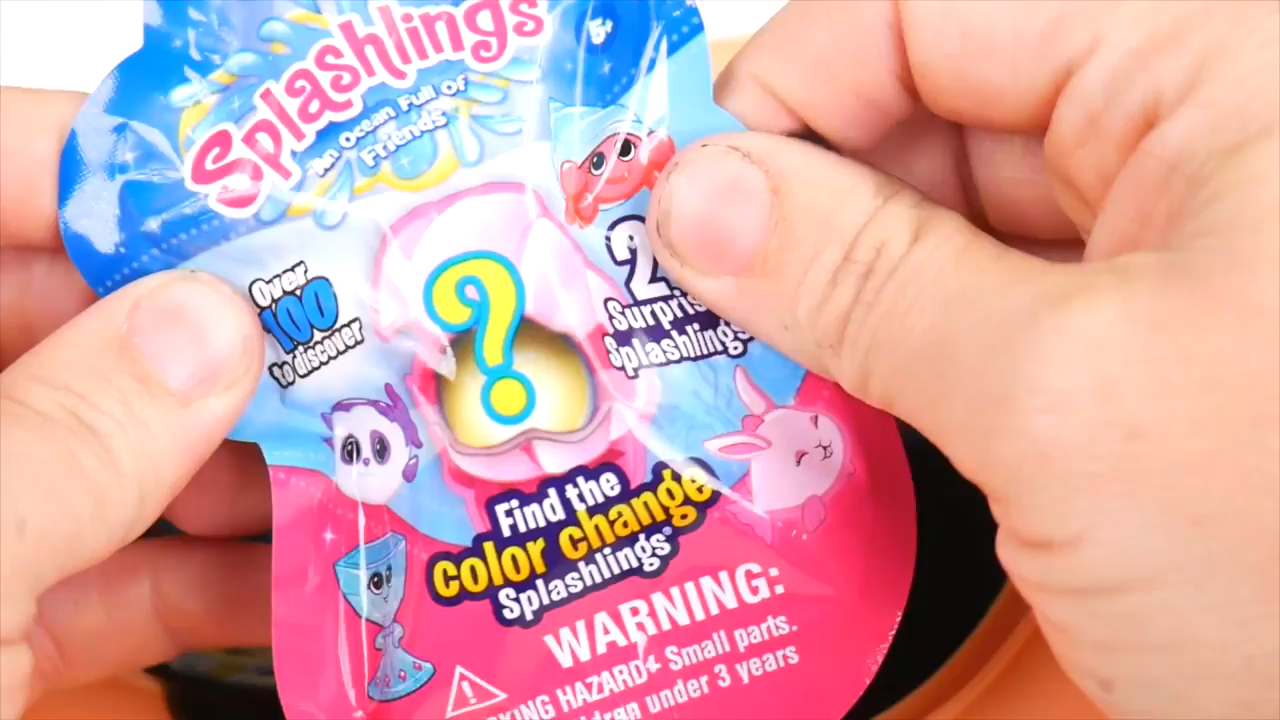 Splashlings
5+
An Ocean Full of
Friends
?
Over
100
to discover
2
Splashlings
Find the
color change
Splashlings®
WARNING:
HAZARD- Small parts.
under 3 years